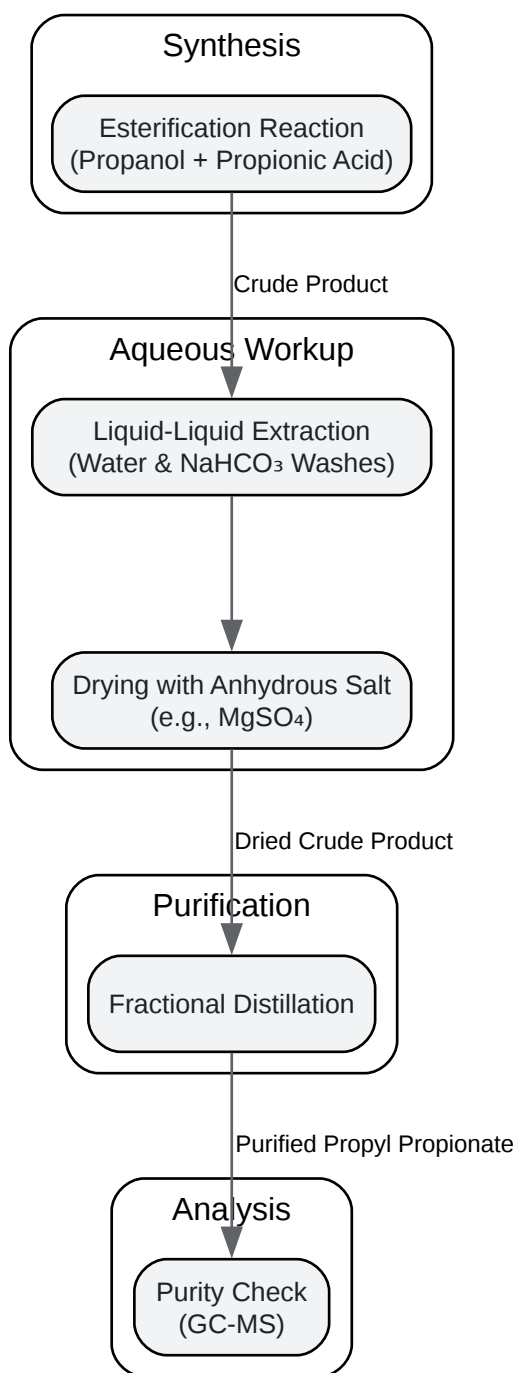 Synthesis
Esterification Reaction
(Propanol + Propionic Acid)
Crude Product
Aqueous Workup
Liquid-Liquid Extraction
(Water & NaHCO₃ Washes)
Drying with Anhydrous Salt
(e.g., MgSO₄)
Dried Crude Product
Purification
Fractional Distillation
Purified Propyl Propionate
Analysis
Purity Check
(GC-MS)